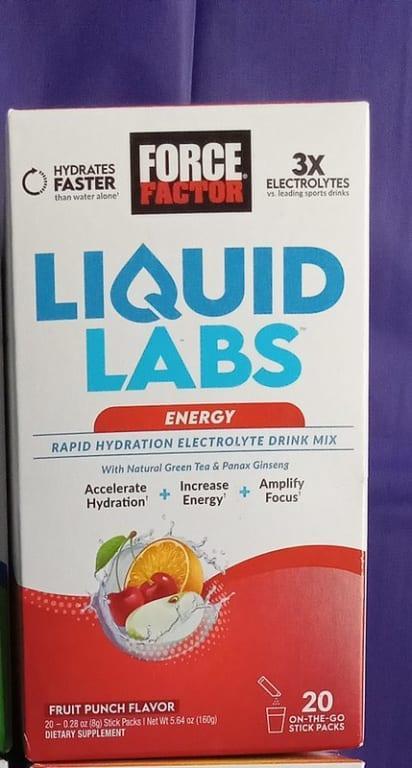 HYDRATES
FASTER
than water alone†
FORCE
FACTOR®
3X
ELECTROLYTES
vs. leading sports drinks
LIQUID
LABS™
ENERGY
RAPID HYDRATION ELECTROLYTE DRINK MIX
With Natural Green Tea & Panax Ginseng
Accelerate
Hydration† + Increase
Energy† + Amplify
Focus†
FRUIT PUNCH FLAVOR
20 – 0.28 oz (8g) Stick Packs | Net Wt 5.64 oz (160g)
DIETARY SUPPLEMENT
20
ON-THE-GO
STICK PACKS